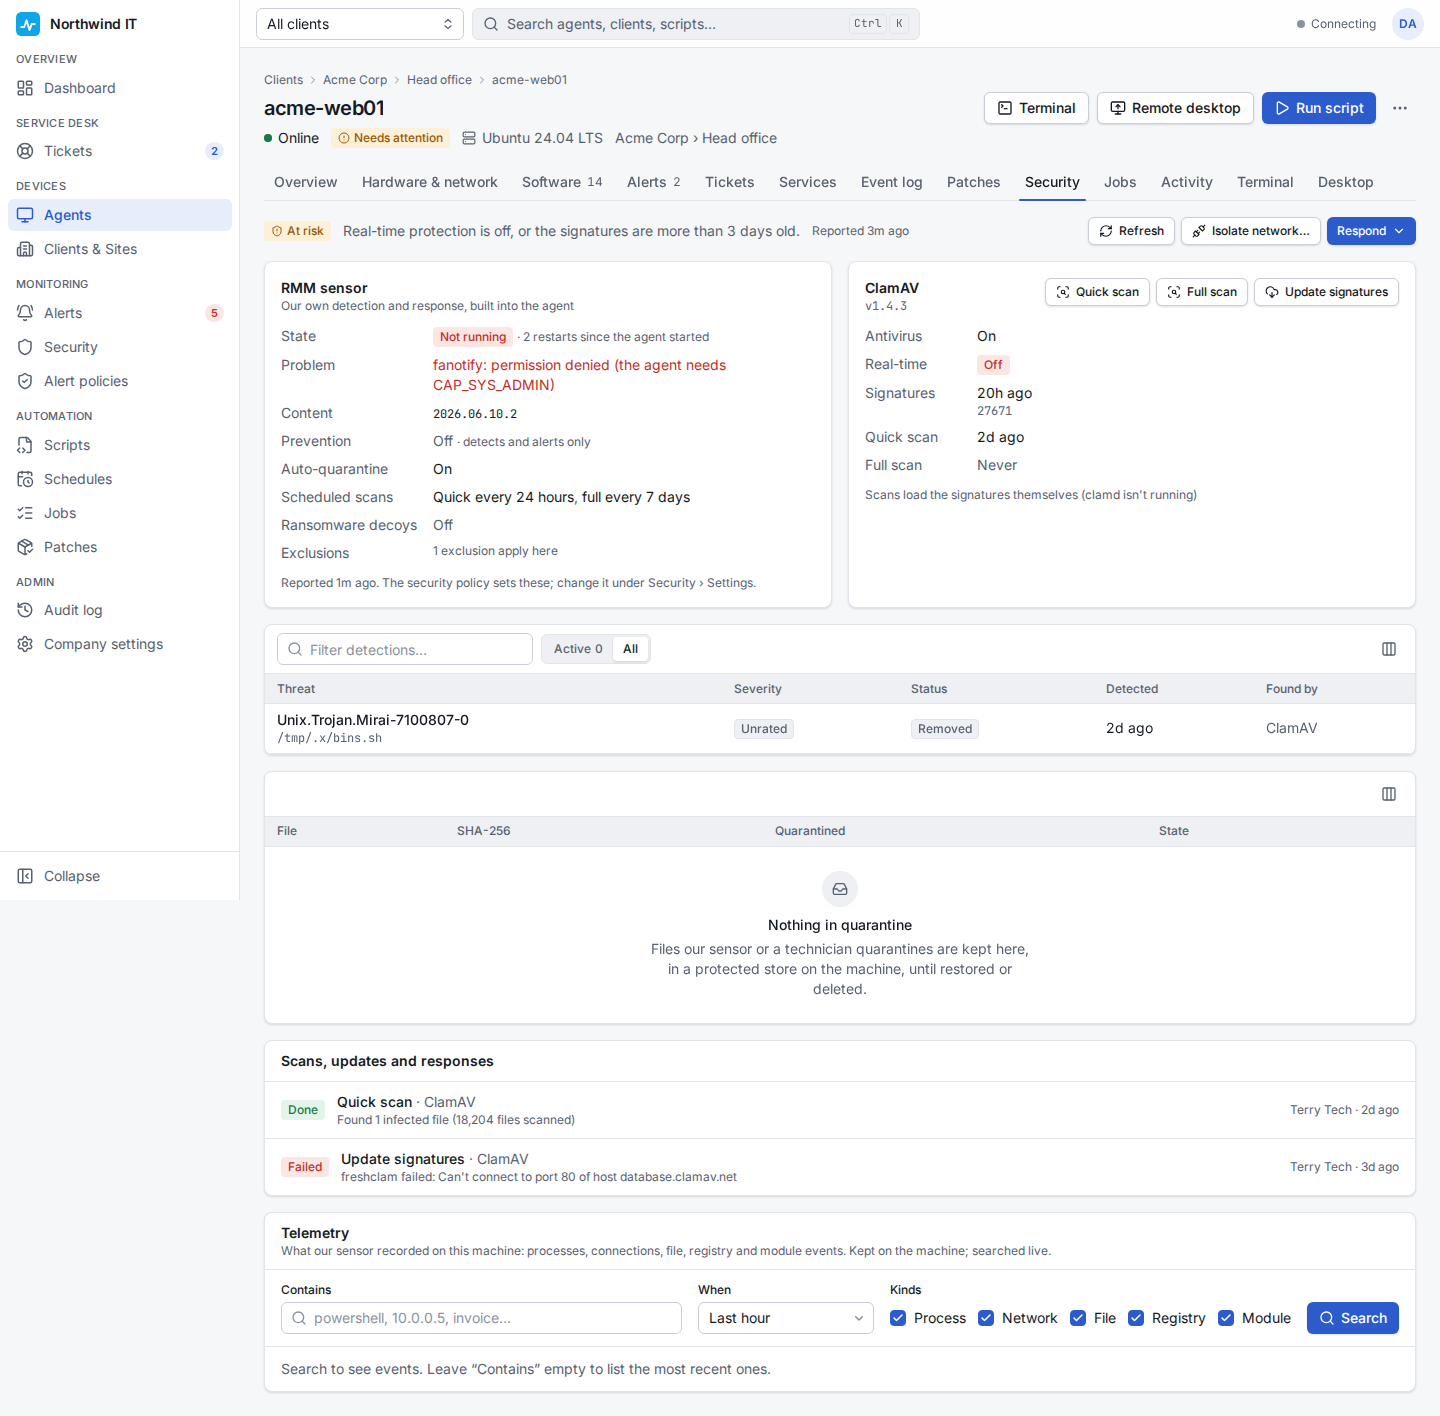 Northwind IT
All clients
Search agents, clients, scripts...
Ctrl K
Connecting
DA
OVERVIEW
Dashboard
SERVICE DESK
Tickets 2
DEVICES
Agents
Clients & Sites
MONITORING
Alerts 5
Security
Alert policies
AUTOMATION
Scripts
Schedules
Jobs
Patches
ADMIN
Audit log
Company settings
Collapse
Clients > Acme Corp > Head office > acme-web01
acme-web01
Terminal
Remote desktop
Run script
Online
Needs attention
Ubuntu 24.04 LTS
Acme Corp › Head office
Overview Hardware & network Software 14 Alerts 2 Tickets Services Event log Patches Security Jobs Activity Terminal Desktop
At risk
Real-time protection is off, or the signatures are more than 3 days old.
Reported 3m ago
Refresh
Isolate network...
Respond
RMM sensor
Our own detection and response, built into the agent
State Not running · 2 restarts since the agent started
Problem fanotify: permission denied (the agent needs
CAP_SYS_ADMIN)
Content 2026.06.10.2
Prevention Off · detects and alerts only
Auto-quarantine On
Scheduled scans Quick every 24 hours, full every 7 days
Ransomware decoys Off
Exclusions 1 exclusion apply here
Reported 1m ago. The security policy sets these; change it under Security › Settings.
ClamAV
v1.4.3
Quick scan
Full scan
Update signatures
Antivirus On
Real-time Off
Signatures 20h ago
27671
Quick scan 2d ago
Full scan Never
Scans load the signatures themselves (clamd isn't running)
Filter detections...
Active 0 All
Threat Severity Status Detected Found by
Unix.Trojan.Mirai-7100807-0
/tmp/.x/bins.sh
Unrated Removed 2d ago ClamAV
File SHA-256 Quarantined State
Nothing in quarantine
Files our sensor or a technician quarantines are kept here,
in a protected store on the machine, until restored or
deleted.
Scans, updates and responses
Done
Quick scan · ClamAV
Found 1 infected file (18,204 files scanned)
Terry Tech · 2d ago
Failed
Update signatures · ClamAV
freshclam failed: Can't connect to port 80 of host database.clamav.net
Terry Tech · 3d ago
Telemetry
What our sensor recorded on this machine: processes, connections, file, registry and module events. Kept on the machine; searched live.
Contains When Kinds
powershell, 10.0.0.5, invoice...
Last hour
Process Network File Registry Module
Search
Search to see events. Leave “Contains” empty to list the most recent ones.